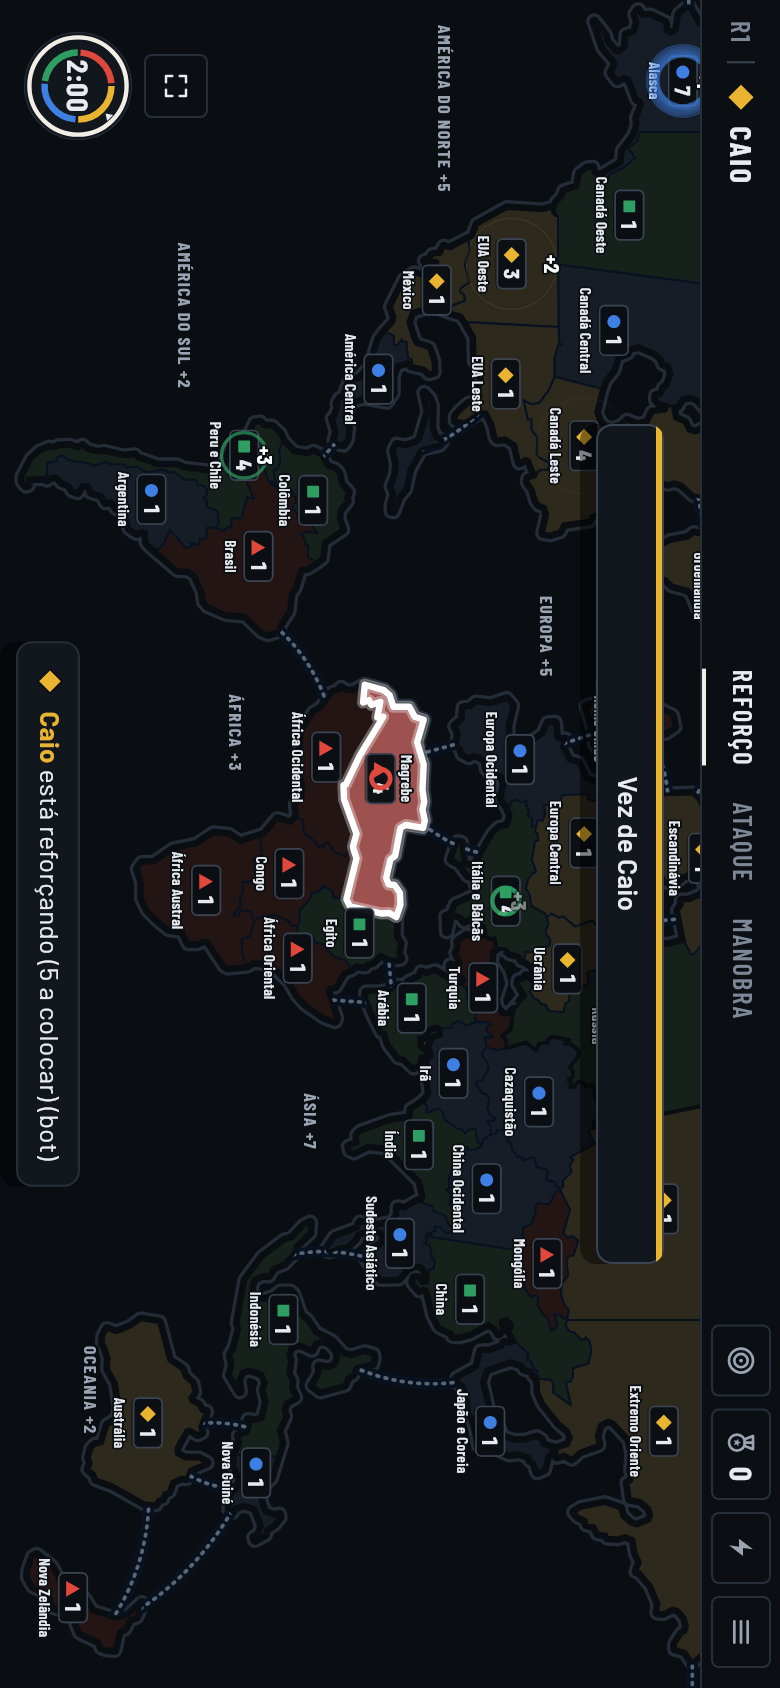 R1
CAIO
REFORÇO
ATAQUE
MANOBRA
0
Alasca
7
Canadá Oeste
1
Canadá Central
1
EUA Oeste
3
+2
México
1
EUA Leste
1
Canadá Leste
4
América Central
1
AMÉRICA DO NORTE +5
AMÉRICA DO SUL +2
Peru e Chile
4
+3
Colômbia
1
Argentina
1
Brasil
1
Vez de Caio
EUROPA +5
Europa Ocidental
1
Europa Central
1
Escandinávia
Itália e Bálcãs
+3
Ucrânia
1
Turquia
1
Rússia
ÁFRICA +3
Magrebe
África Ocidental
1
Egito
1
Congo
1
África Oriental
1
África Austral
1
Arábia
1
Irã
1
Cazaquistão
1
Índia
1
China Ocidental
1
Mongólia
1
China
1
Sudeste Asiático
1
ÁSIA +7
Japão e Coreia
1
Extremo Oriente
1
1
Indonésia
1
Nova Guiné
1
Austrália
1
OCEANIA +2
Nova Zelândia
1
2:00
Caio está reforçando (5 a colocar) (bot)